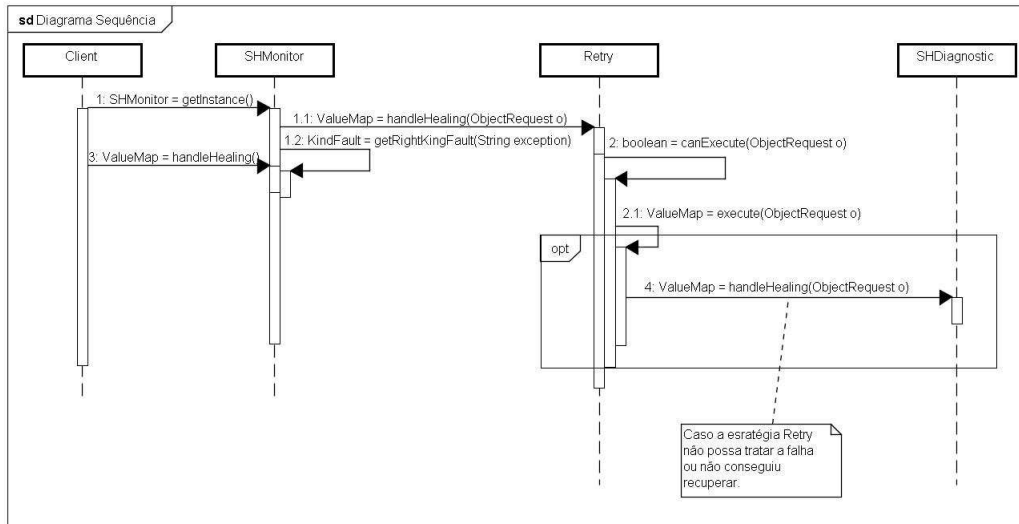 sd Diagrama Sequência
Client
SHMonitor
Retry
SHDiagnostic
1: SHMonitor = getInstance()
1.1: ValueMap = handleHealing(ObjectRequest o)
1.2: KindFault = getRightKingFault(String exception)
2: boolean = canExecute(ObjectRequest o)
3: ValueMap = handleHealing()
2.1: ValueMap = execute(ObjectRequest o)
opt
4: ValueMap = handleHealing(ObjectRequest o)
Caso a esratégia Retry
não possa tratar a falha
ou não conseguiu
recuperar.